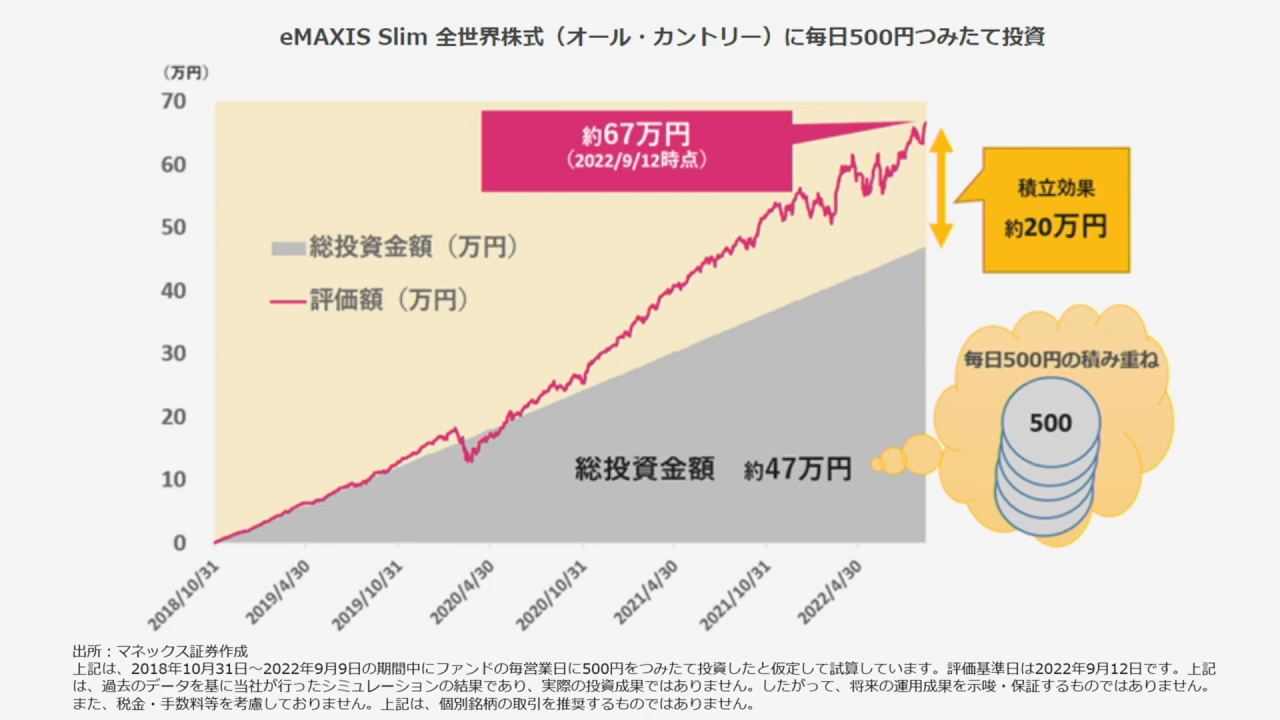 eMAXIS Slim 全世界株式（オール・カントリー）に毎日500円つみたて投資
（万円）
70
60
50
40
30
20
10
0
約67万円
（2022/9/12時点）
積立効果
約20万円
総投資金額（万円）
評価額（万円）
毎日500円の積み重ね
500
総投資金額　約47万円
2018/10/31
2019/4/30
2019/10/31
2020/4/30
2020/10/31
2021/4/30
2021/10/31
2022/4/30
出所：マネックス証券作成
上記は、2018年10月31日～2022年9月9日の期間中にファンドの毎営業日に500円をつみたて投資したと仮定して試算しています。評価基準日は2022年9月12日です。上記
は、過去のデータを基に当社が行ったシミュレーションの結果であり、実際の投資成果ではありません。したがって、将来の運用成果を示唆・保証するものではありません。
また、税金・手数料等を考慮しておりません。上記は、個別銘柄の取引を推奨するものではありません。